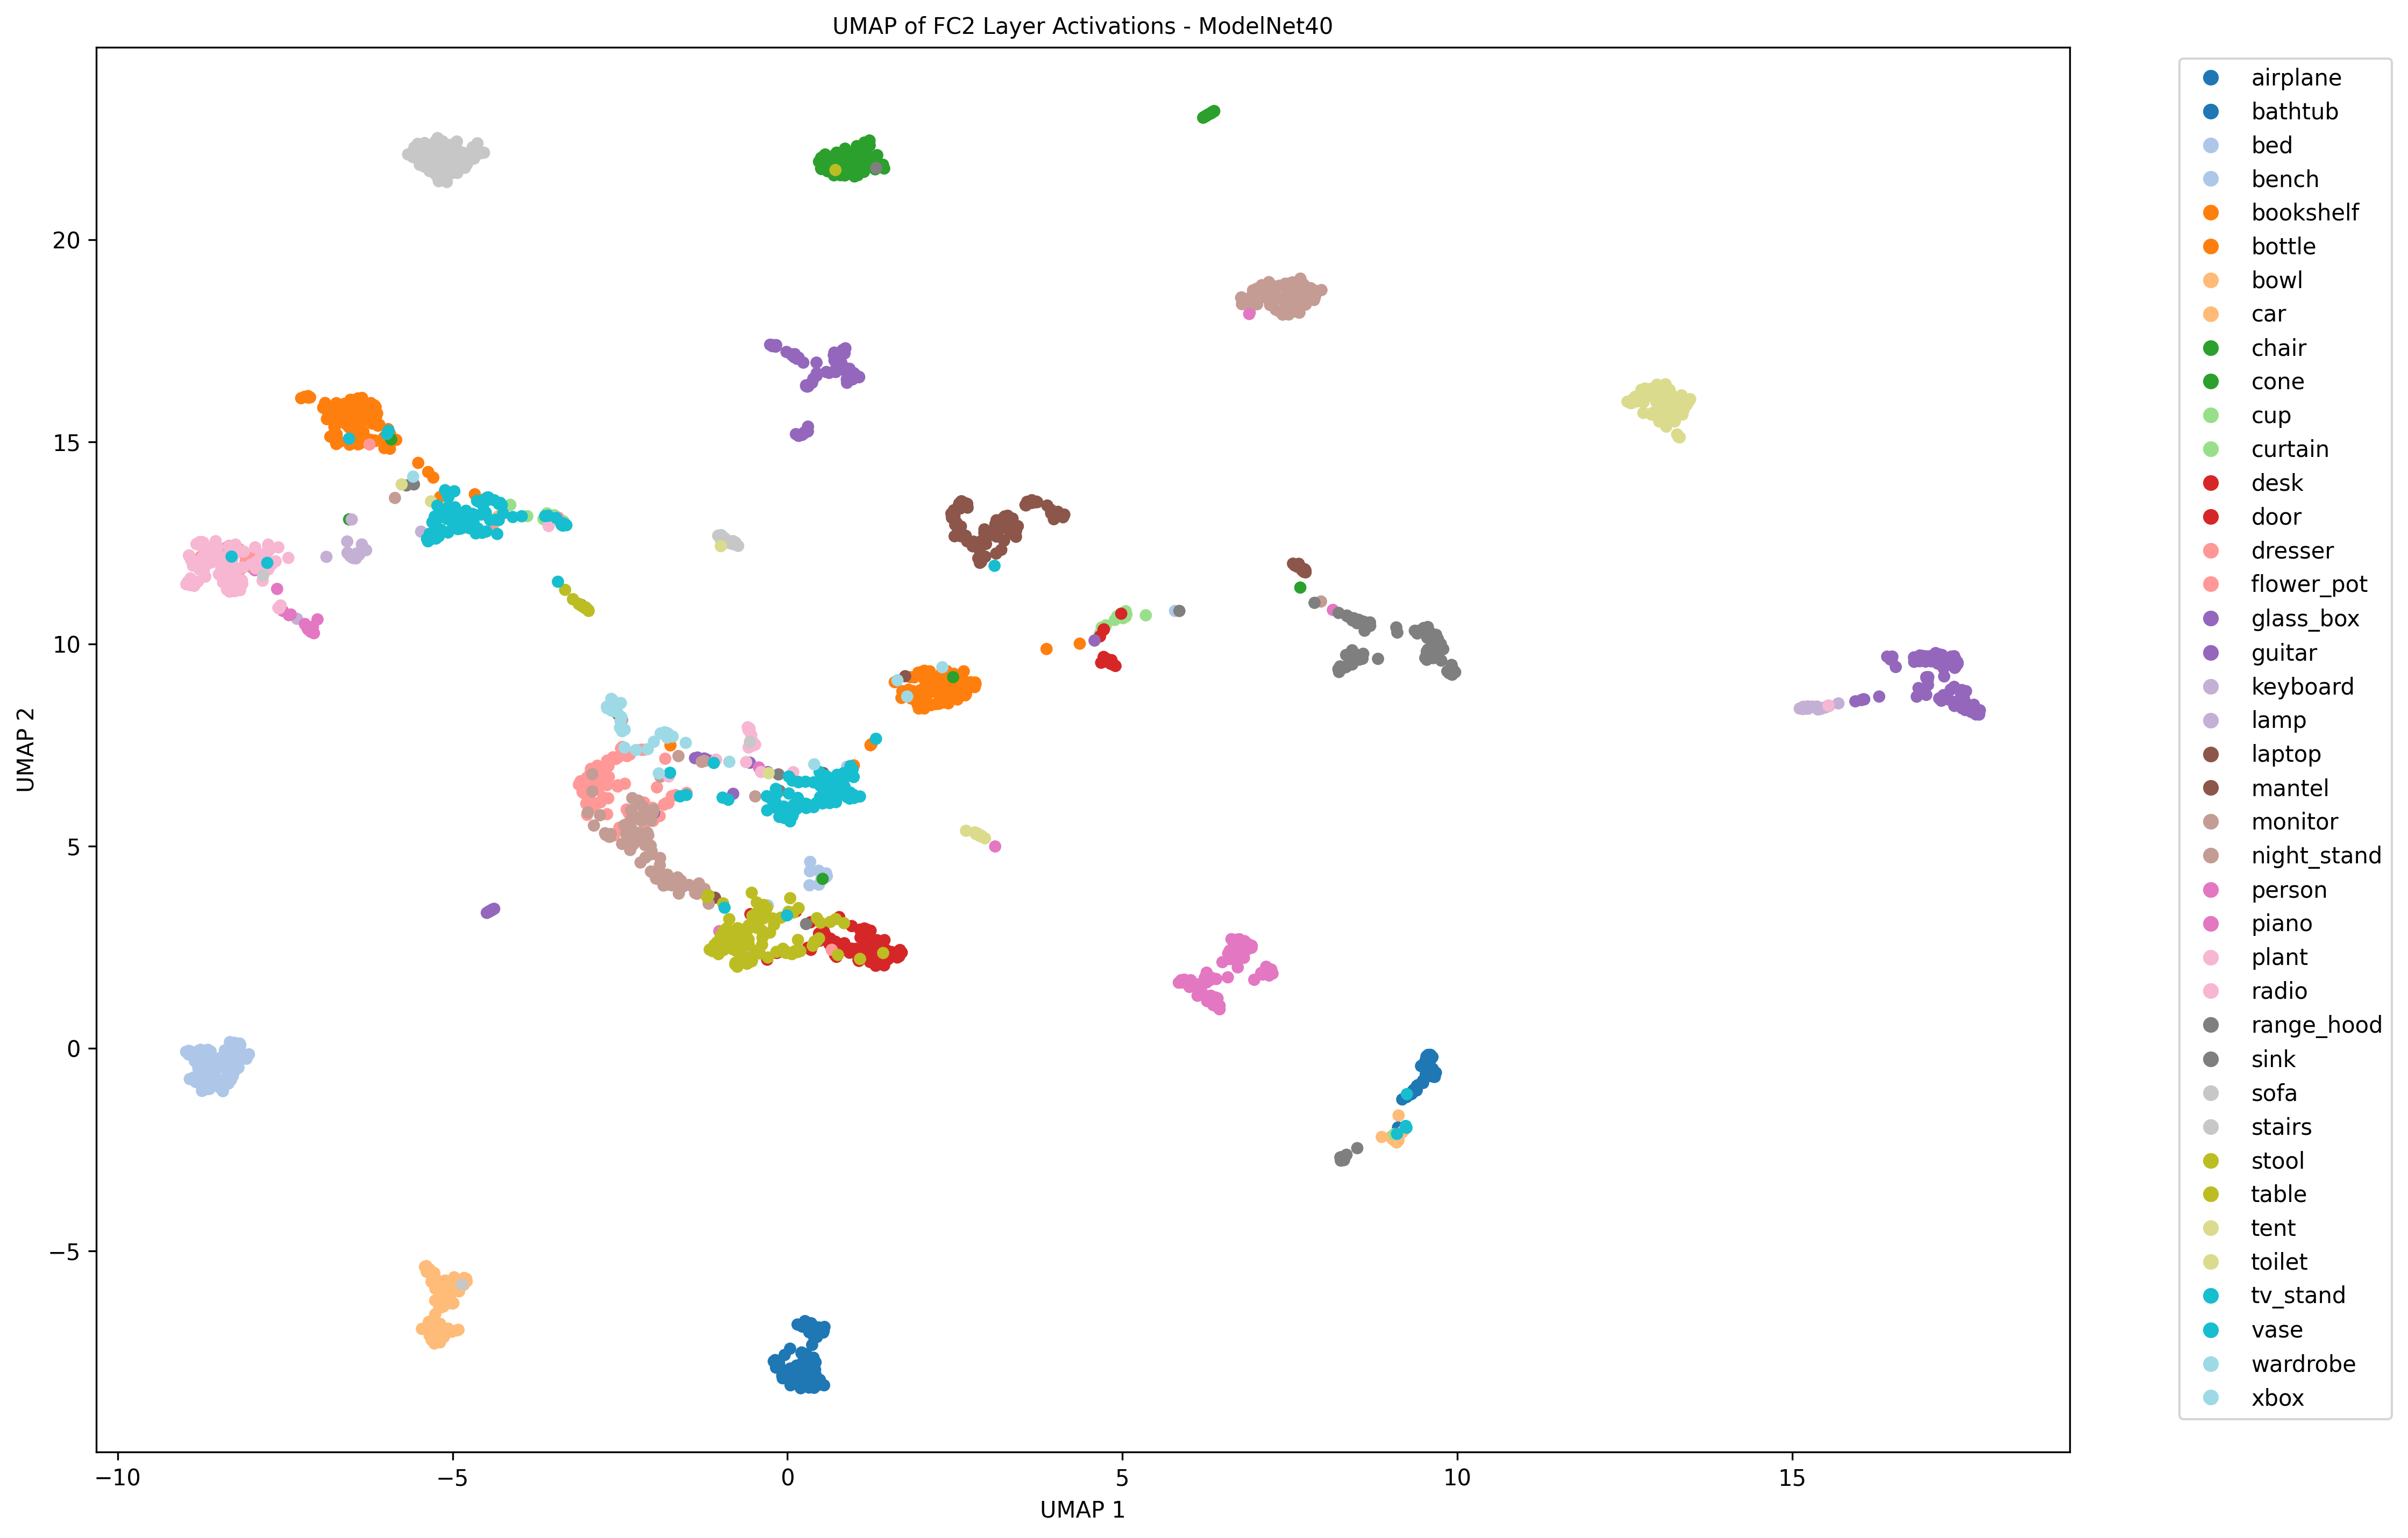 UMAP of FC2 Layer Activations - ModelNet40
20
15
10
5
0
−5
−10
−5
0
5
10
15
UMAP 1
UMAP 2
airplane
bathtub
bed
bench
bookshelf
bottle
bowl
car
chair
cone
cup
curtain
desk
door
dresser
flower_pot
glass_box
guitar
keyboard
lamp
laptop
mantel
monitor
night_stand
person
piano
plant
radio
range_hood
sink
sofa
stairs
stool
table
tent
toilet
tv_stand
vase
wardrobe
xbox